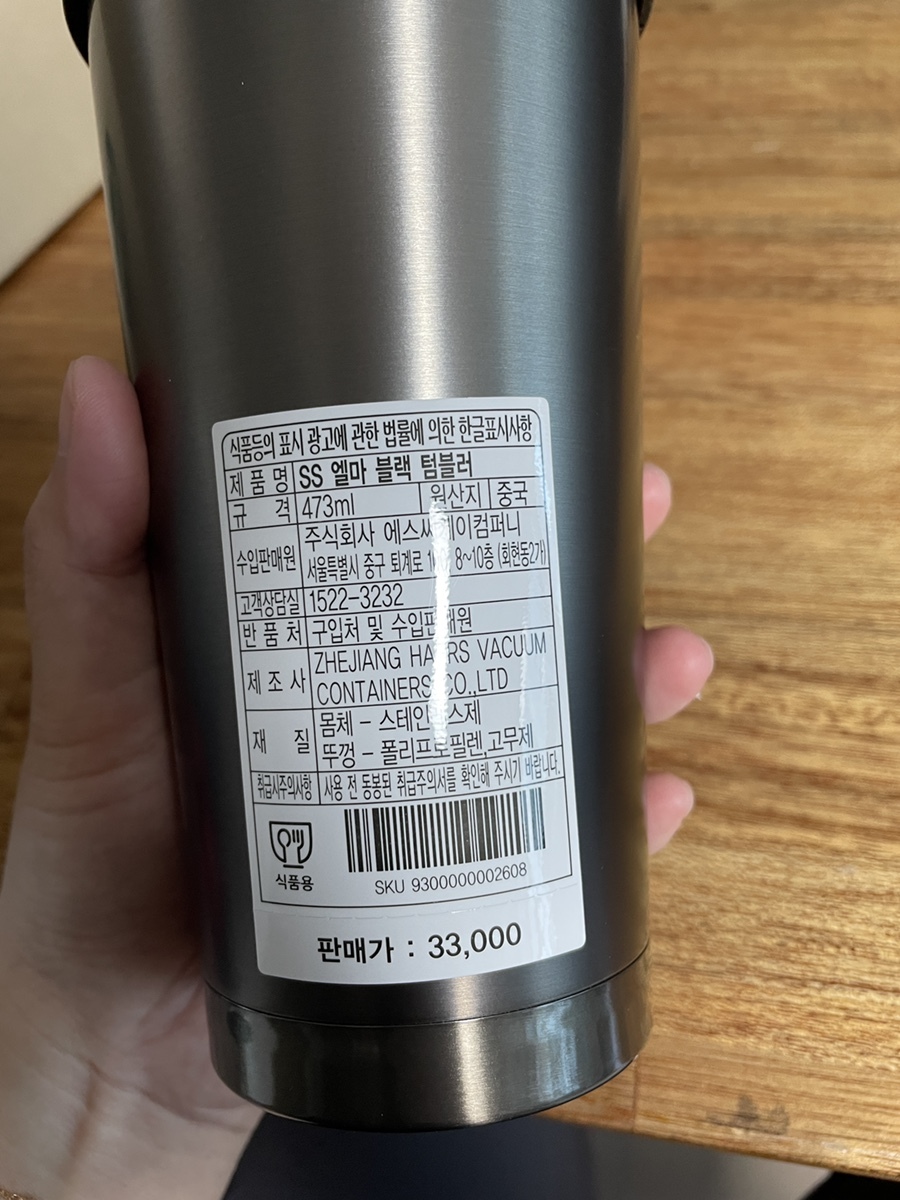 식품등의 표시 광고에 관한 법률에 의한 한글표시사항
제 품 명 SS 엘마 블랙 텀블러
규 격 473ml 원산지 중국
수입판매원 주식회사
서울특별시 중구 퇴계로 8~10층 (회현동2가)
고객상담실 1522-3232
반 품 처 구입처 및 수입판매원
제 조 사 ZHEJIANG VACUUM
CONTAINERS CO.,LTD
재 질 몸체 - 스테인레스제
뚜껑 - 폴리프로필렌,고무제
취급시주의사항 사용 전 동봉된 취급주의서를 확인해 주시기 바랍니다.
식품용
SKU 9300000002608
판매가 : 33,000